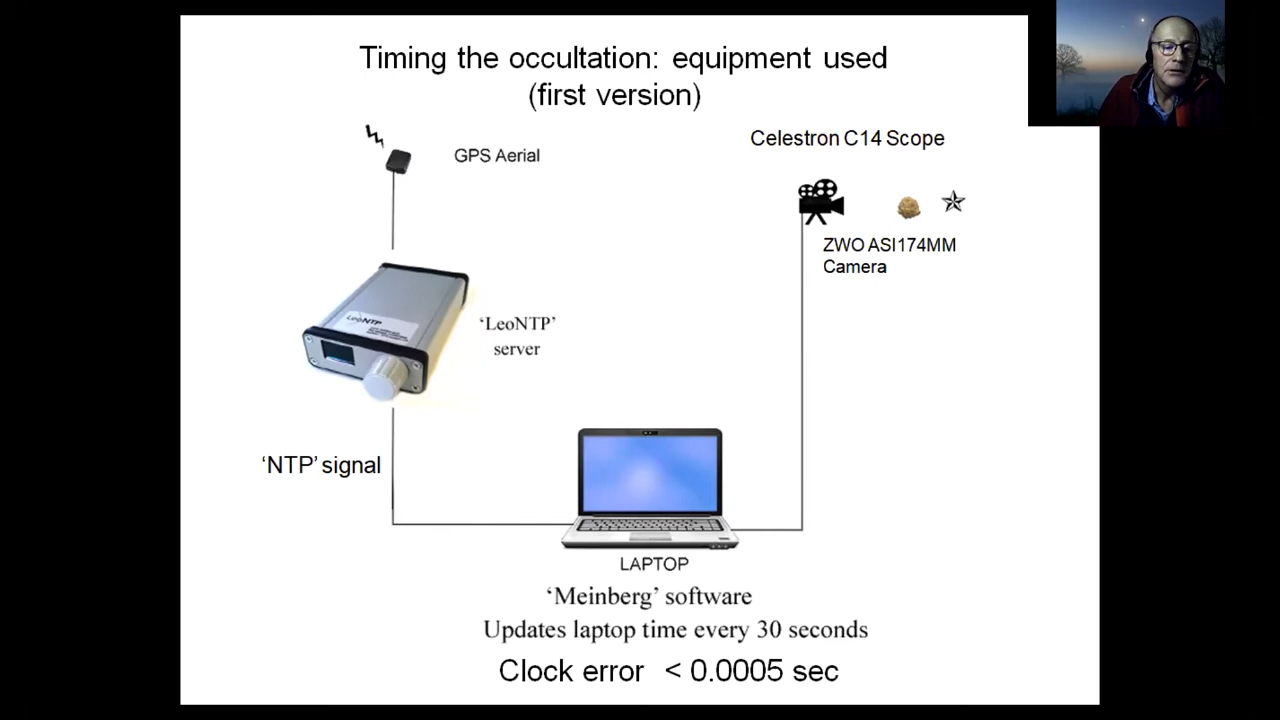 Timing the occultation: equipment used
(first version)
GPS Aerial
Celestron C14 Scope
ZWO ASI174MM
Camera
LeoNTP
‘LeoNTP’
server
‘NTP’ signal
LAPTOP
‘Meinberg’ software
Updates laptop time every 30 seconds
Clock error < 0.0005 sec